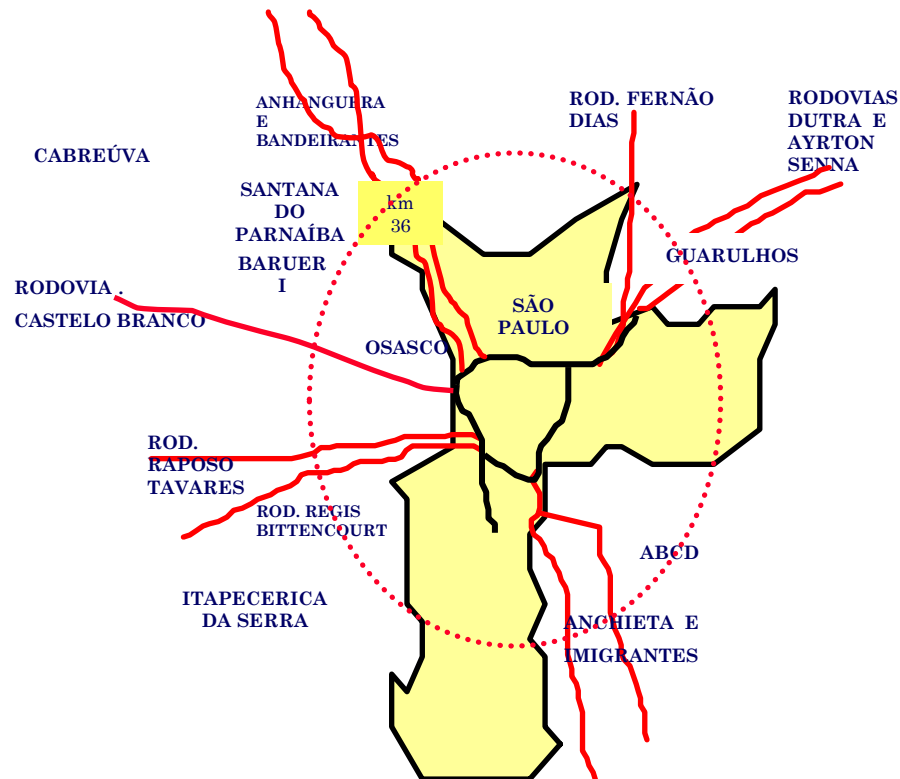 ANHANGUERA
E
BANDEIRANTES
ROD. FERNÃO
DIAS
RODOVIAS
DUTRA E
AYRTON
SENNA
CABREÚVA
SANTANA
DO
PARNAÍBA
km
36
BARUER
I
GUARULHOS
RODOVIA .
CASTELO BRANCO
SÃO
PAULO
OSASCO
ROD.
RAPOSO
TAVARES
ROD. REGIS
BITTENCOURT
ABCD
ITAPECERICA
DA SERRA
ANCHIETA E
IMIGRANTES